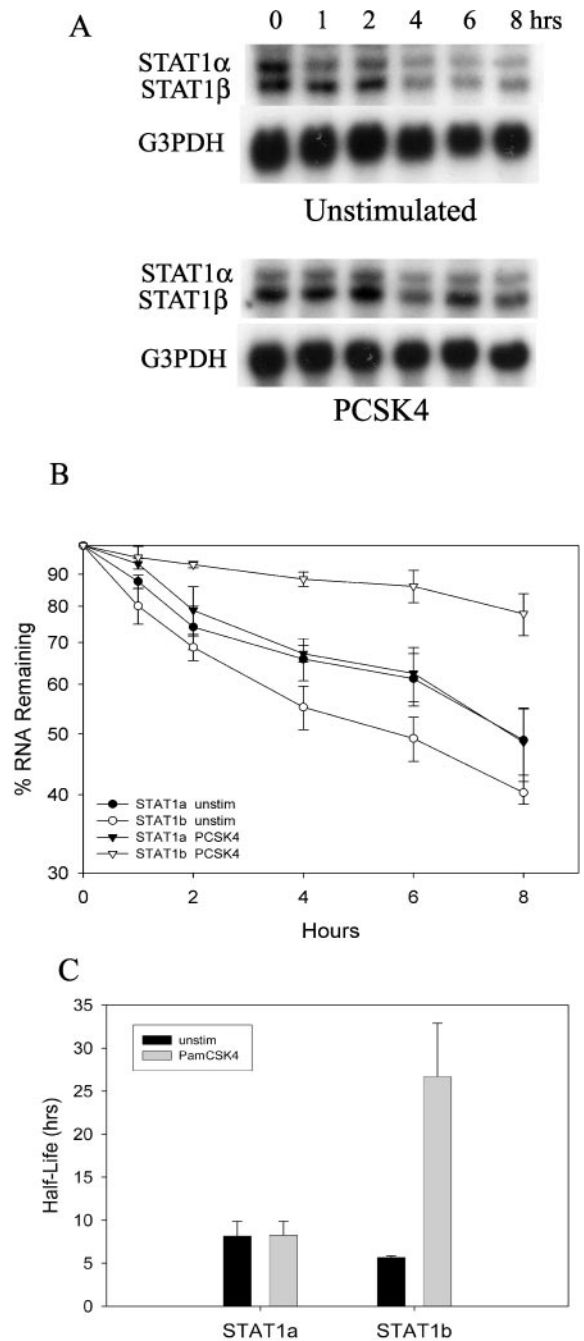 A
0 1 2 4 6 8 hrs
STAT1α
STAT1β
G3PDH
Unstimulated
STAT1α
STAT1β
G3PDH
PCSK4
B
90
80
70
60
50
40
30
% RNA Remaining
STAT1a unstim
STAT1b unstim
STAT1a PCSK4
STAT1b PCSK4
0 2 4 6 8
Hours
C
35
30
25
20
15
10
5
0
Half-Life (hrs)
unstim
PamCSK4
STAT1a STAT1b